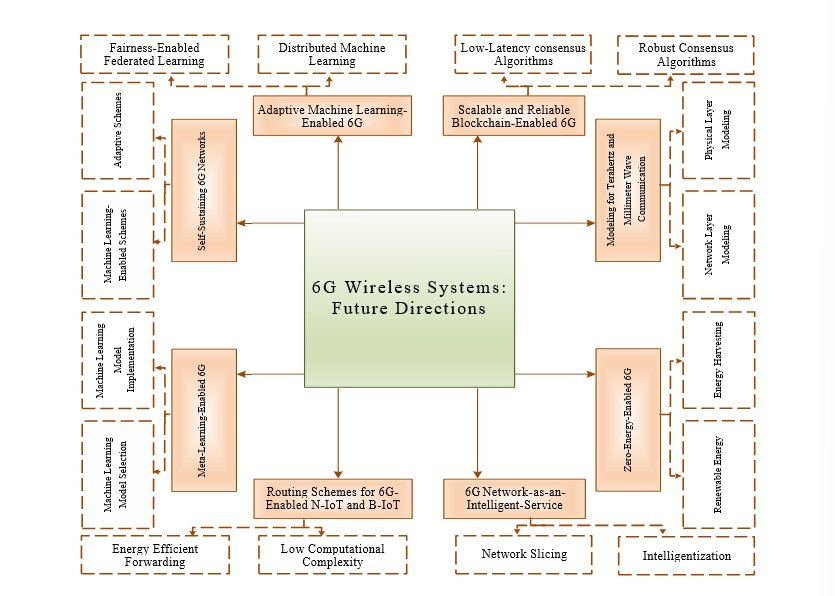 Fairness-Enabled
Federated Learning
Distributed Machine
Learning
Low-Latency consensus
Algorithms
Robust Consensus
Algorithms
Adaptive Machine Learning-
Enabled 6G
Scalable and Reliable
Blockchain-Enabled 6G
Adaptive Schemes
Machine Learning-
Enabled Schemes
Self-Sustaining 6G Networks
Modeling for Terahertz and
Millimeter Wave
Communication
Physical Layer
Modeling
Network Layer
Modeling
6G Wireless Systems:
Future Directions
Machine Learning
Model
Implementation
Machine Learning
Model Selection
Meta-Learning-Enabled 6G
Zero-Energy-Enabled 6G
Energy Harvesting
Renewable Energy
Routing Schemes for 6G-
Enabled N-IoT and B-IoT
6G Network-as-an-
Intelligent-Service
Energy Efficient
Forwarding
Low Computational
Complexity
Network Slicing
Intelligentization